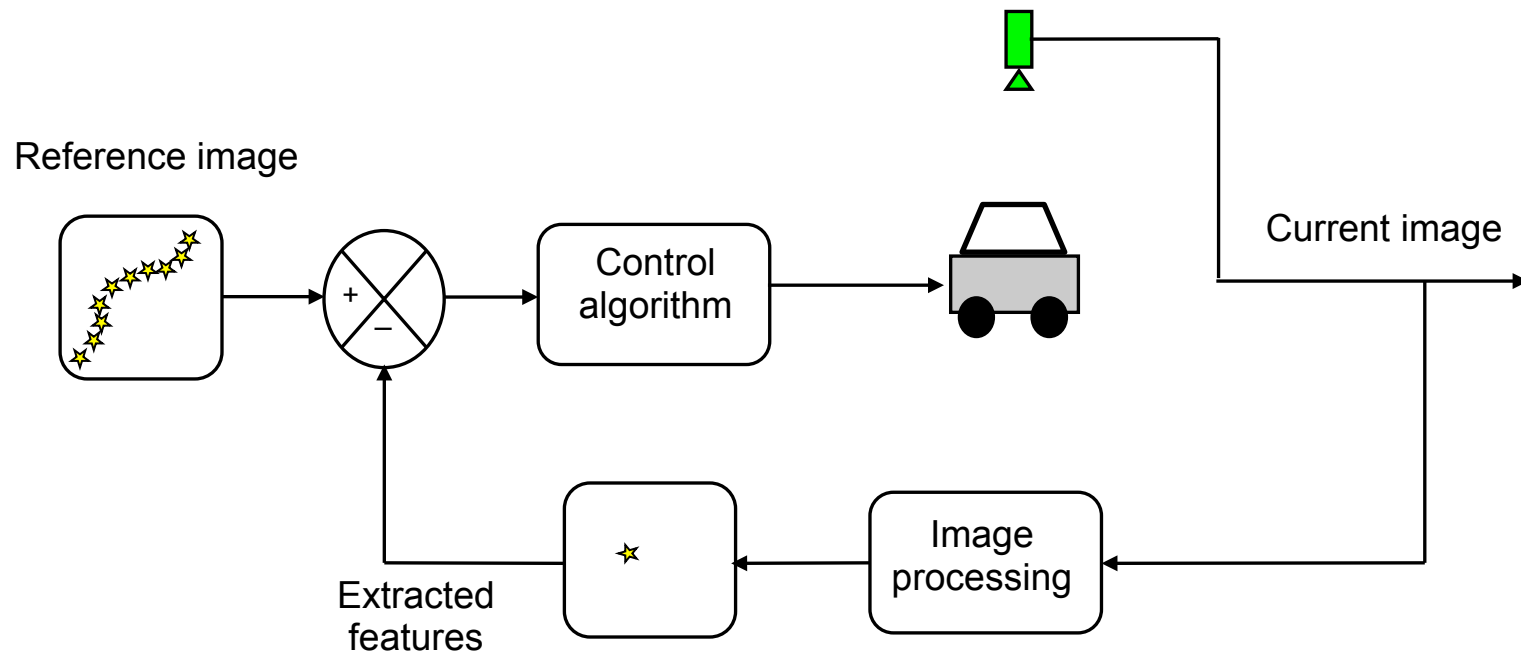 Reference image
Current image
Control
algorithm
+
–
Image
processing
Extracted
features